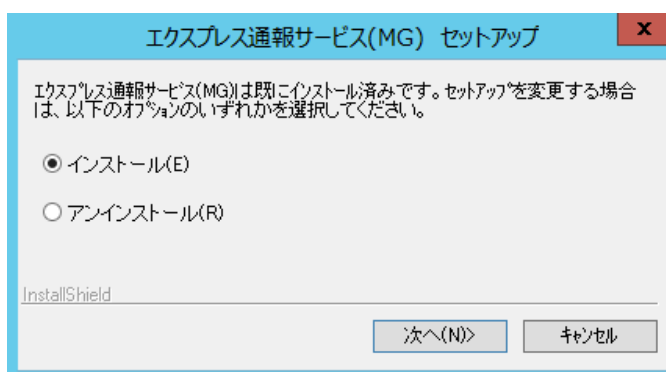 エクスプレス通報サービス(MG) セットアップ
x
ｴｸｽﾌﾟﾚｽ通報ｻｰﾋﾞｽ(MG)は既にｲﾝｽﾄｰﾙ済みです。ｾｯﾄｱｯﾌﾟを変更する場合
は、以下のｵﾌﾟｼｮﾝのいずれかを選択してください。
インストール(E)
アンインストール(R)
InstallShield
次へ(N)>
ｷｬﾝｾﾙ